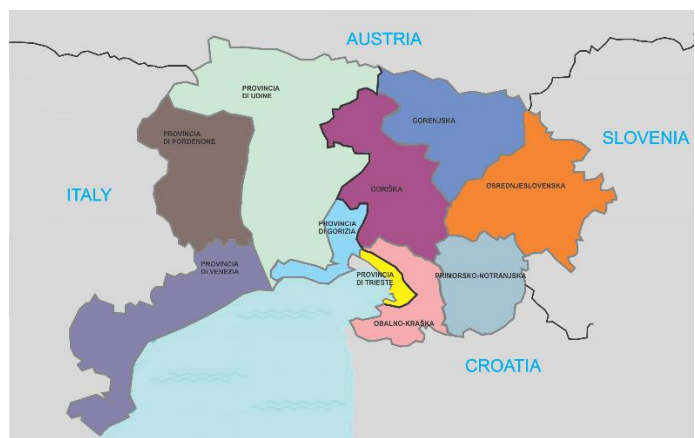 AUSTRIA
PROVINCIA
DI UDINE
GORENJSKA
PROVINCIA
DI PORDENONE
SLOVENIA
ITALY
GORIŠKA
OSREDNJESLOVENSKA
PROVINCIA
DI GORIZIA
PROVINCIA
DI VENEZIA
PROVINCIA
DI TRIESTE
PRIMORSKO-NOTRANJSKA
OBALNO-KRAŠKA
CROATIA